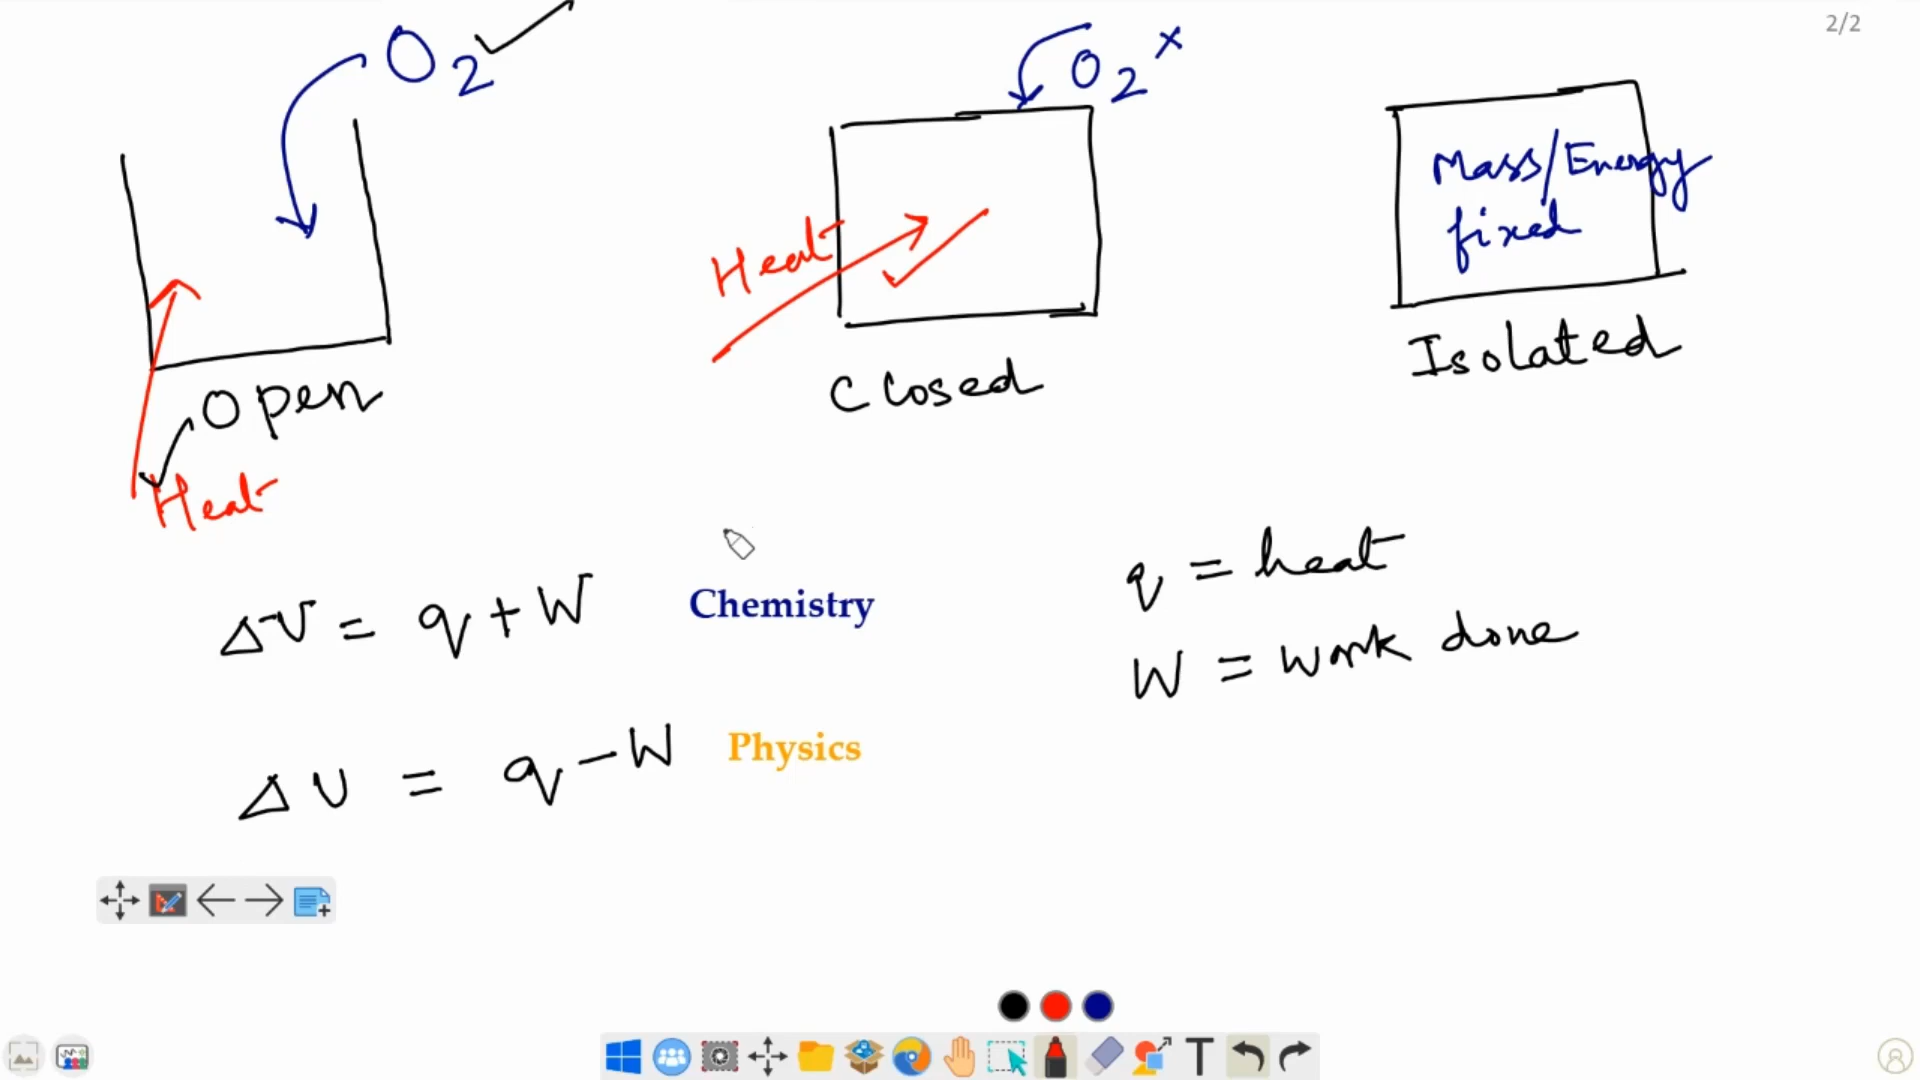 2/2
O2
O2 ×
Mass/Energy
fixed
Heat
Open
Closed
Isolated
Heat
ΔU = q + W
Chemistry
q = heat
W = work done
ΔU = q - W
Physics
T